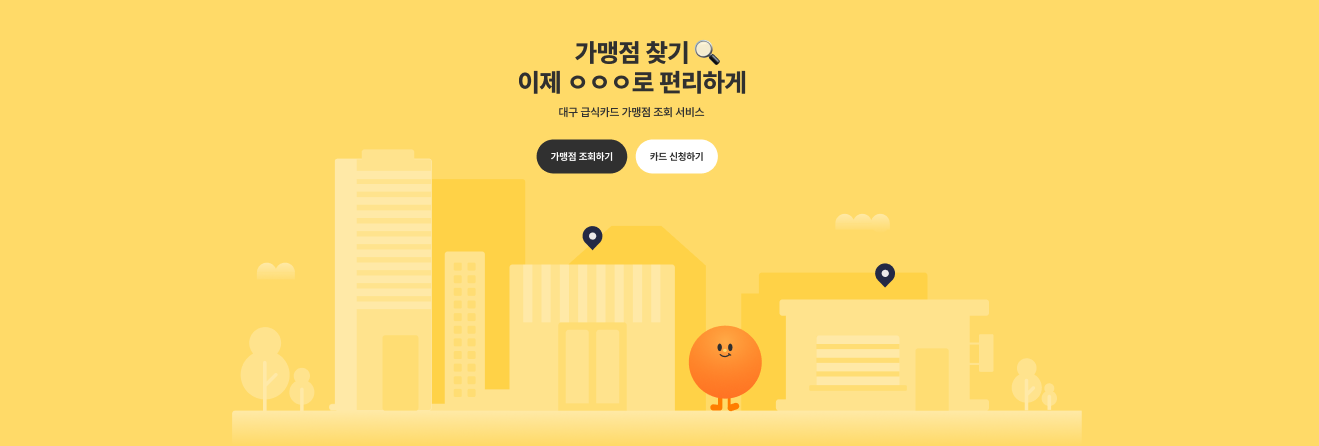 가맹점 찾기
이제 ㅇㅇㅇ로 편리하게
대구 급식카드 가맹점 조회 서비스
가맹점 조회하기
카드 신청하기